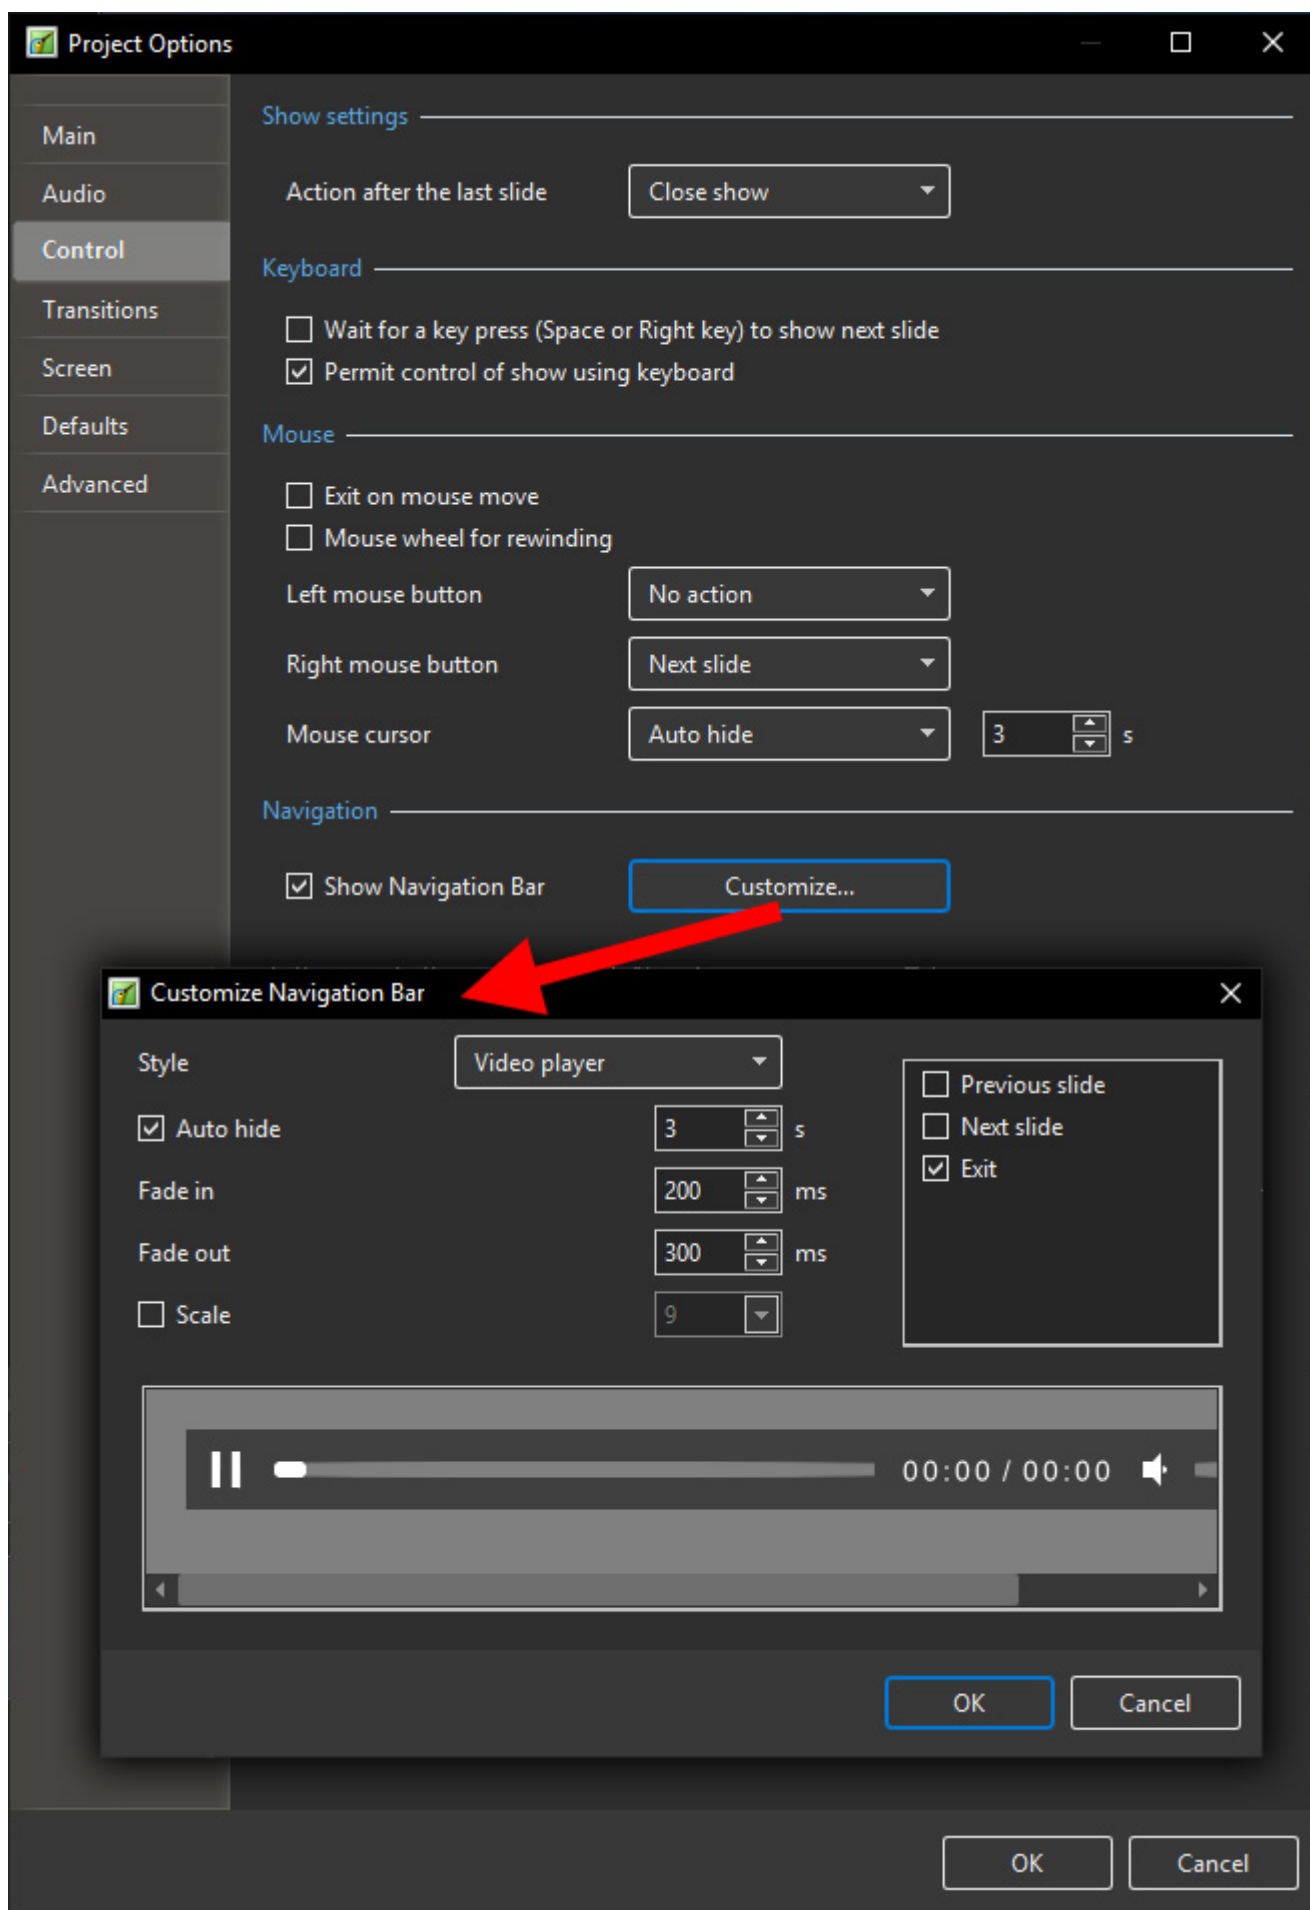 Project Options
Main
Audio
Control
Transitions
Screen
Defaults
Advanced
Show settings
Action after the last slide Close show
Keyboard
Wait for a key press (Space or Right key) to show next slide
Permit control of show using keyboard
Mouse
Exit on mouse move
Mouse wheel for rewinding
Left mouse button No action
Right mouse button Next slide
Mouse cursor Auto hide 3 s
Navigation
Show Navigation Bar Customize...
Customize Navigation Bar
Style Video player
Auto hide 3 s
Fade in 200 ms
Fade out 300 ms
Scale 9
Previous slide
Next slide
Exit
00:00 / 00:00
OK Cancel
OK Cancel